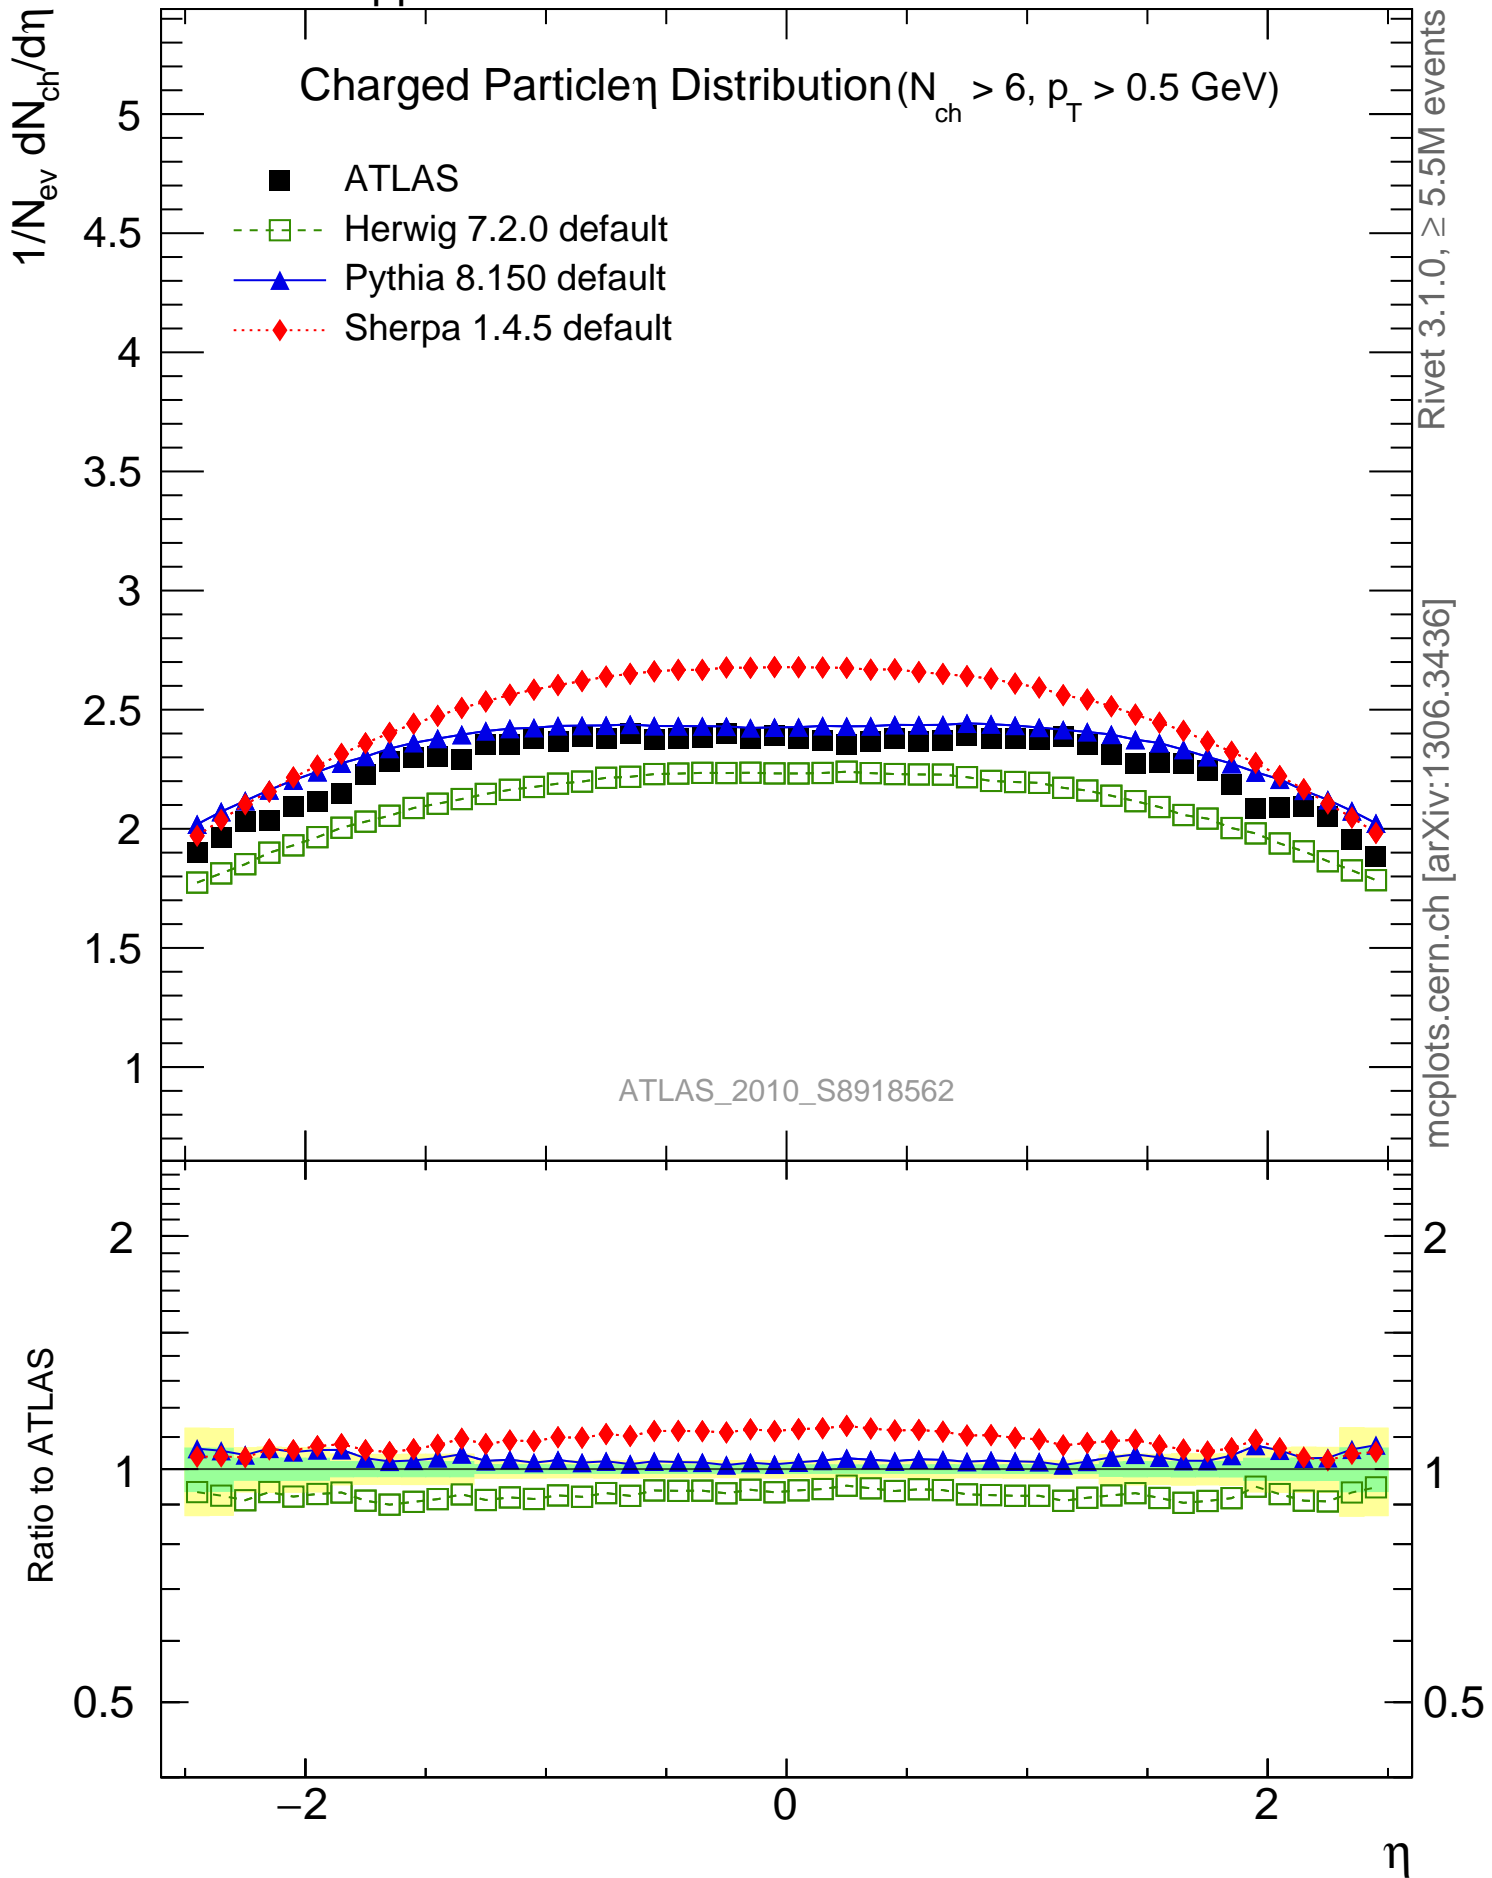 pp
1/N_ev dN_ch/dη
Charged Particle η Distribution (N_ch > 6, p_T > 0.5 GeV)
ATLAS
Herwig 7.2.0 default
Pythia 8.150 default
Sherpa 1.4.5 default
5
4.5
4
3.5
3
2.5
2
1.5
1
ATLAS_2010_S8918562
Rivet 3.1.0, ≥ 5.5M events
mcplots.cern.ch [arXiv:1306.3436]
Ratio to ATLAS
2
1
0.5
2
1
0.5
−2 0 2
η